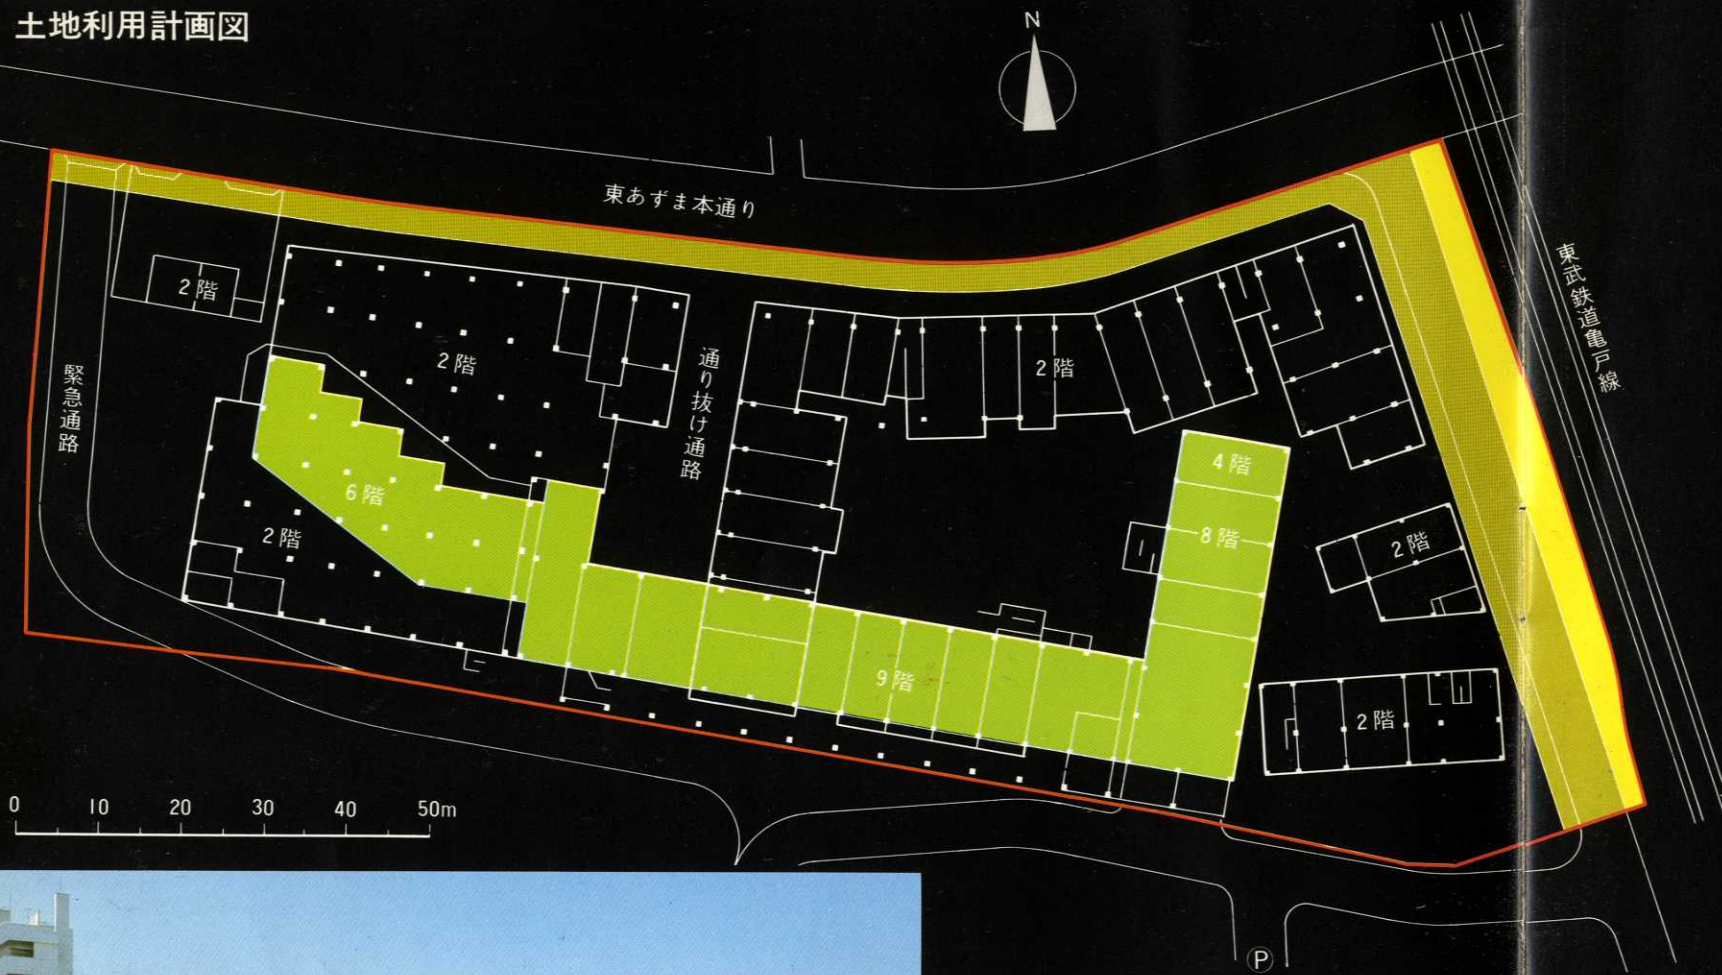 土地利用計画図
N
東あずま本通り
東武鉄道亀戸線
2階
2階
通り抜け通路
2階
緊急通路
6階
2階
4階
8階
2階
9階
2階
0 10 20 30 40 50m
P